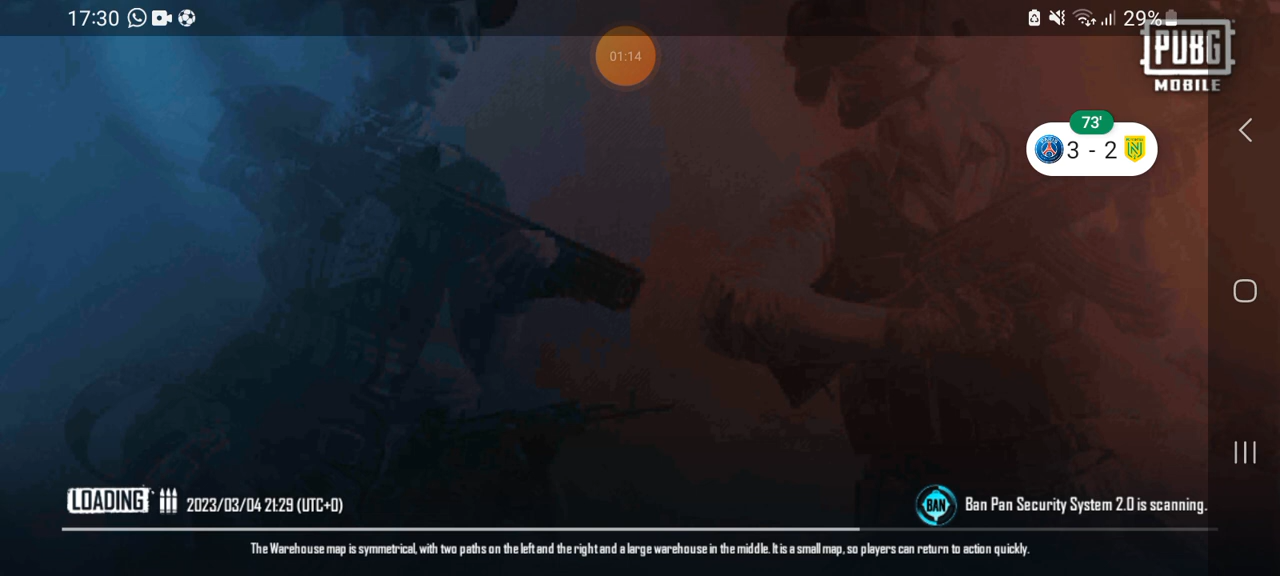 17:30
29%
01:14
PUBG
MOBILE
73'
3 - 2
LOADING 2023/03/04 21:29 (UTC+0)
BAN Ban Pan Security System 2.0 is scanning.
The Warehouse map is symmetrical, with two paths on the left and the right and a large warehouse in the middle. It is a small map, so players can return to action quickly.